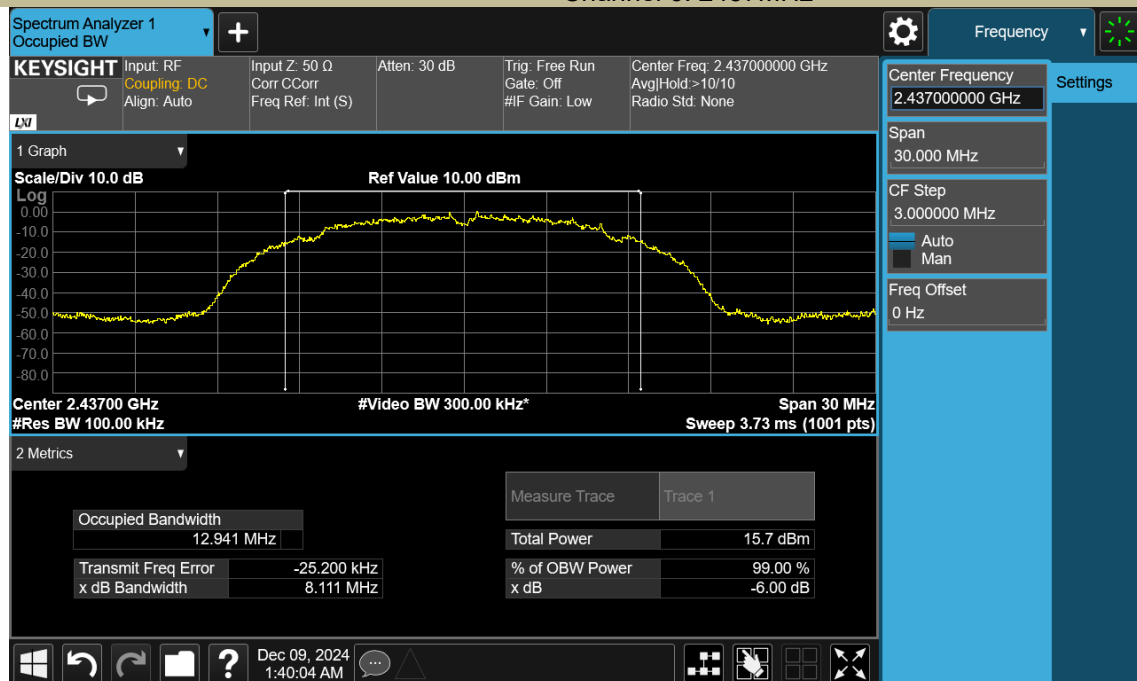 Spectrum Analyzer 1
Occupied BW
Frequency
KEYSIGHT
LXI
Input: RF
Coupling: DC
Align: Auto
Input Z: 50 Ω
Corr CCorr
Freq Ref: Int (S)
Atten: 30 dB
Trig: Free Run
Gate: Off
#IF Gain: Low
Center Freq: 2.437000000 GHz
Avg|Hold:>10/10
Radio Std: None
Center Frequency
2.437000000 GHz
Settings
Span
30.000 MHz
CF Step
3.000000 MHz
Auto
Man
Freq Offset
0 Hz
1 Graph
Scale/Div 10.0 dB
Ref Value 10.00 dBm
Log
0.00
-10.0
-20.0
-30.0
-40.0
-50.0
-60.0
-70.0
-80.0
Center 2.43700 GHz
#Video BW 300.00 kHz*
Span 30 MHz
#Res BW 100.00 kHz
Sweep 3.73 ms (1001 pts)
2 Metrics
Measure Trace Trace 1
Occupied Bandwidth
12.941 MHz
Total Power 15.7 dBm
Transmit Freq Error -25.200 kHz
% of OBW Power 99.00 %
x dB Bandwidth 8.111 MHz
x dB -6.00 dB
?
Dec 09, 2024
1:40:04 AM